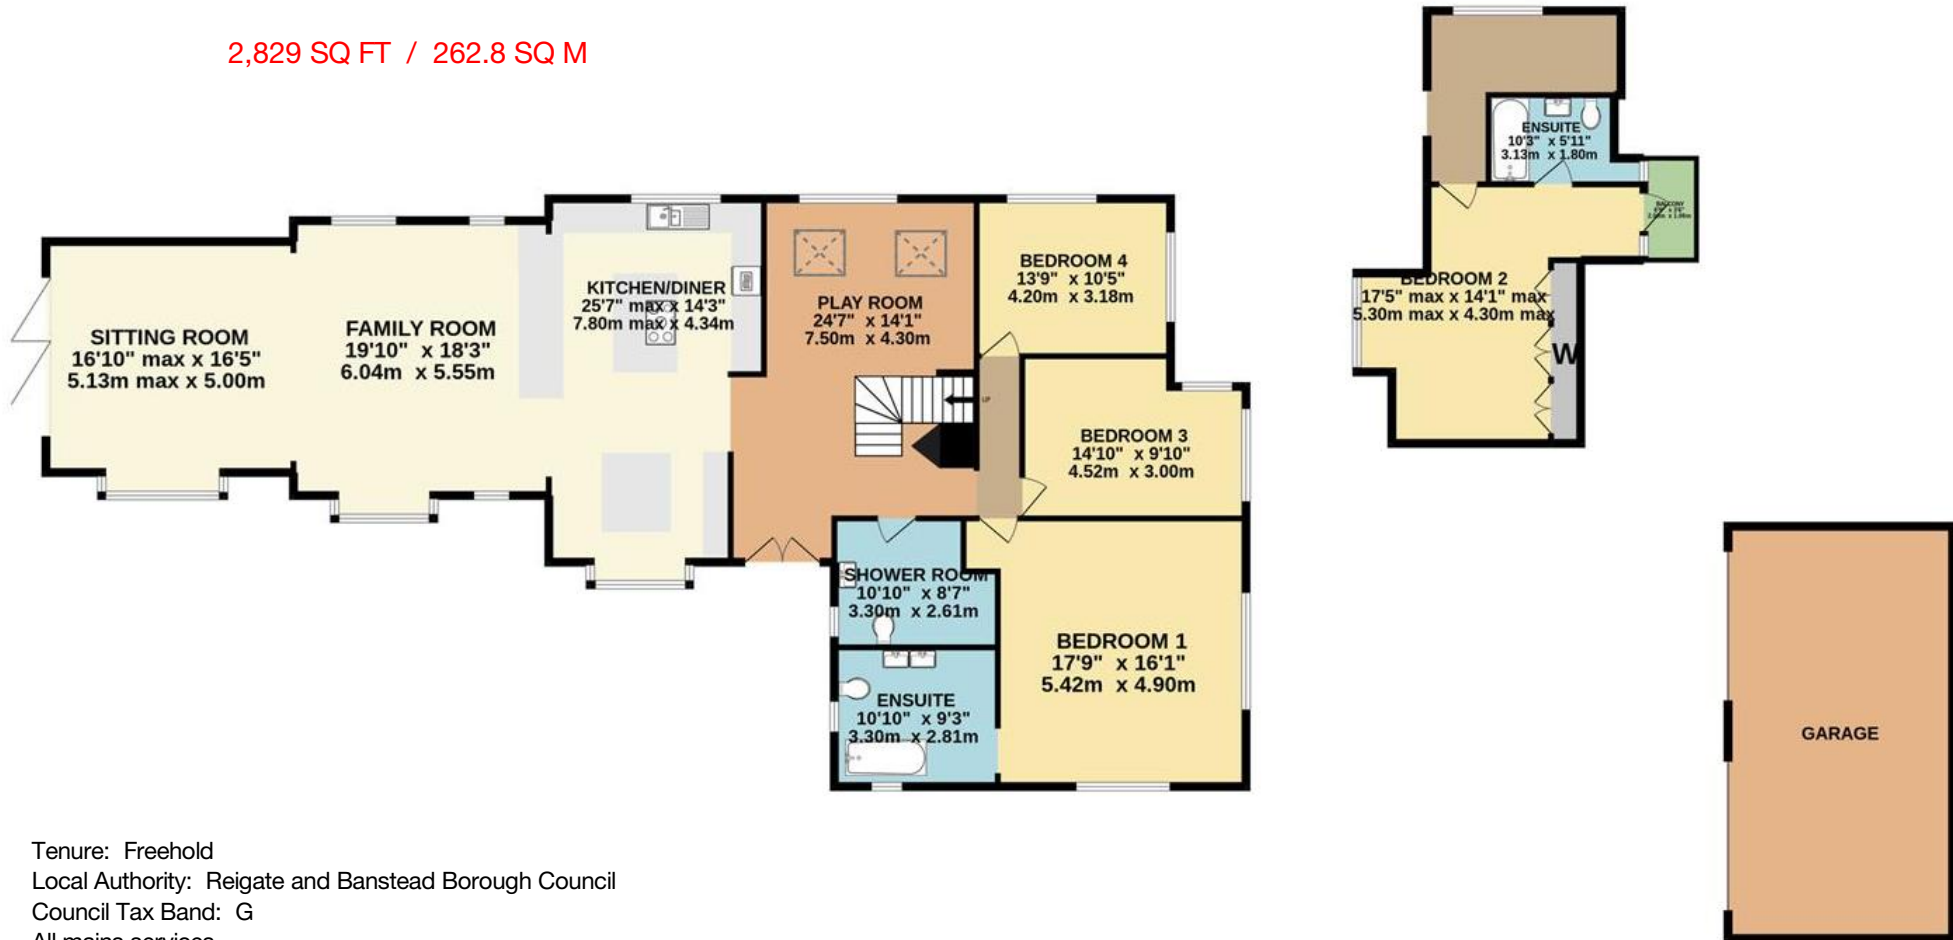 2,829 SQ FT / 262.8 SQ M
ENSUITE
10'3" x 5'11"
3.13m x 1.80m
BALCONY
BEDROOM 2
17'5" max x 14'1" max
5.30m max x 4.30m max
W
SITTING ROOM
16'10" max x 16'5"
5.13m max x 5.00m
FAMILY ROOM
19'10" x 18'3"
6.04m x 5.55m
KITCHEN/DINER
25'7" max x 14'3"
7.80m max x 4.34m
PLAY ROOM
24'7" x 14'1"
7.50m x 4.30m
BEDROOM 4
13'9" x 10'5"
4.20m x 3.18m
UP
BEDROOM 3
14'10" x 9'10"
4.52m x 3.00m
SHOWER ROOM
10'10" x 8'7"
3.30m x 2.61m
BEDROOM 1
17'9" x 16'1"
5.42m x 4.90m
ENSUITE
10'10" x 9'3"
3.30m x 2.81m
GARAGE
Tenure: Freehold
Local Authority: Reigate and Banstead Borough Council
Council Tax Band: G
All mains services